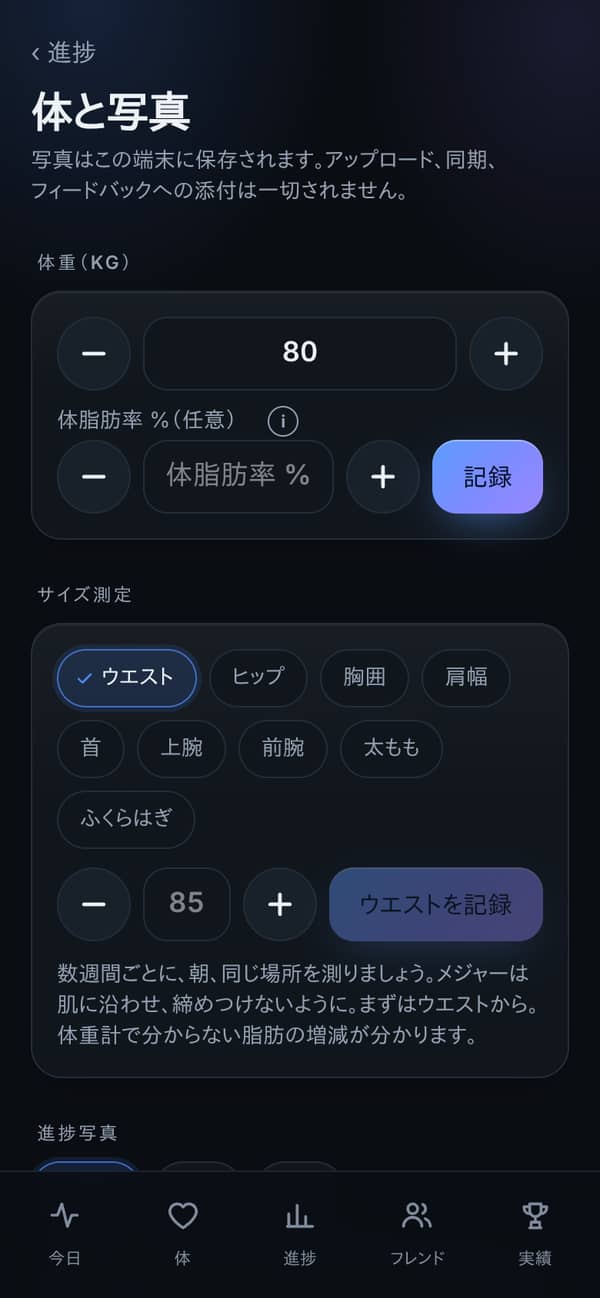 ‹ 進捗
体と写真
写真はこの端末に保存されます。アップロード、同期、
フィードバックへの添付は一切されません。
体重（KG）
80
体脂肪率 %（任意）
体脂肪率 %
記録
サイズ測定
ウエスト ヒップ 胸囲 肩幅
首 上腕 前腕 太もも
ふくらはぎ
85 ウエストを記録
数週間ごとに、朝、同じ場所を測りましょう。メジャーは
肌に沿わせ、締めつけないように。まずはウエストから。
体重計で分からない脂肪の増減が分かります。
進捗写真
今日 体 進捗 フレンド 実績